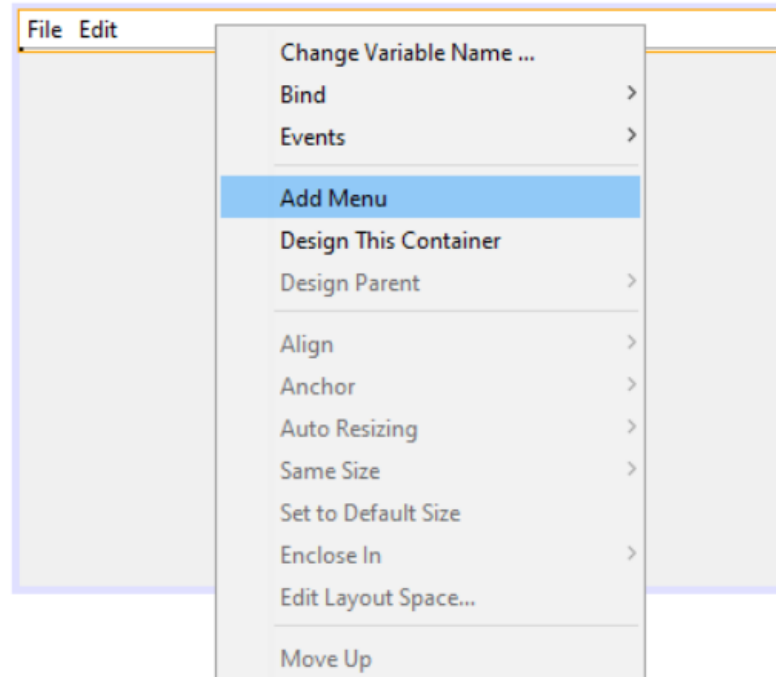 File Edit
Change Variable Name ...
Bind
Events
Add Menu
Design This Container
Design Parent
Align
Anchor
Auto Resizing
Same Size
Set to Default Size
Enclose In
Edit Layout Space...
Move Up